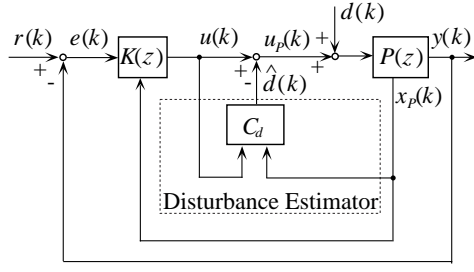 r(k) e(k) K(z) u(k) u_P(k) d(k) P(z) y(k)
+ - - + +
d̂(k)
x_P(k)
C_d
Disturbance Estimator